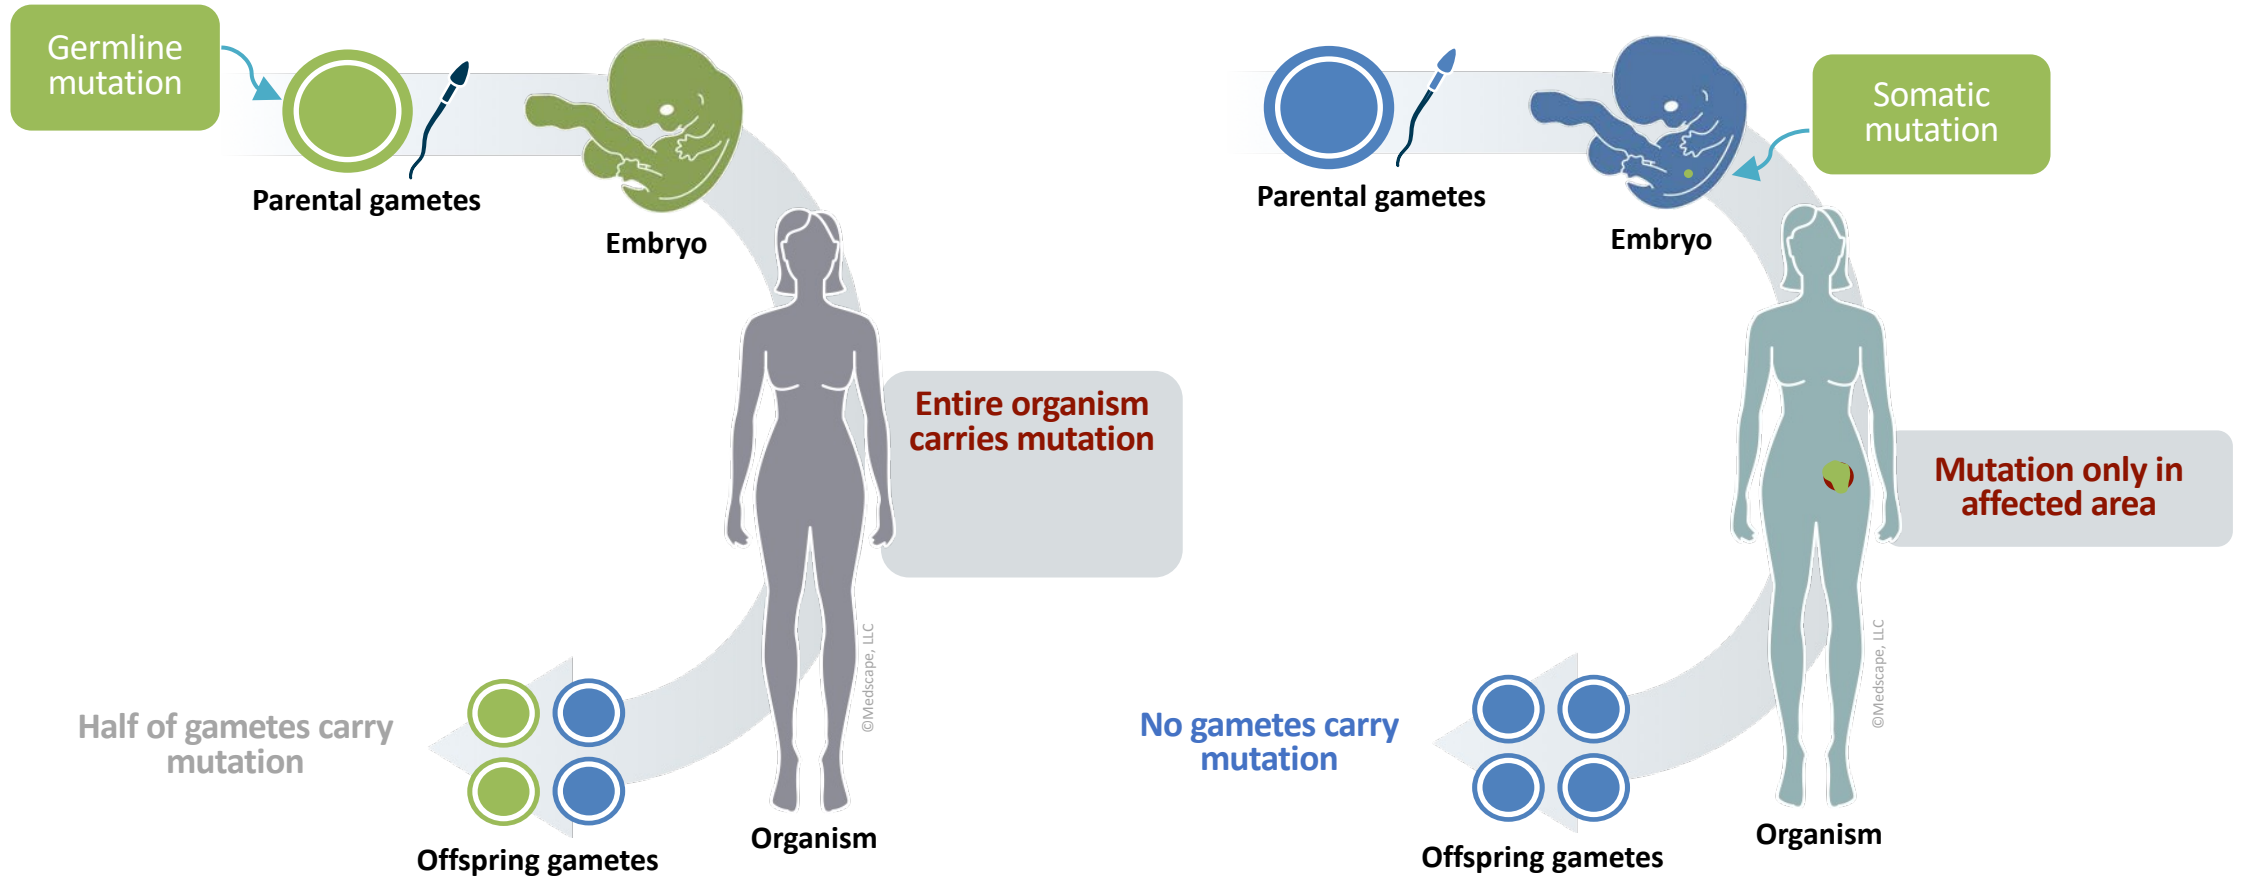 Germline
mutation
Parental gametes
Embryo
Entire organism
carries mutation
©Medscape, LLC
Half of gametes carry
mutation
Offspring gametes
Organism
Parental gametes
Embryo
Somatic
mutation
Mutation only in
affected area
©Medscape, LLC
No gametes carry
mutation
Offspring gametes
Organism